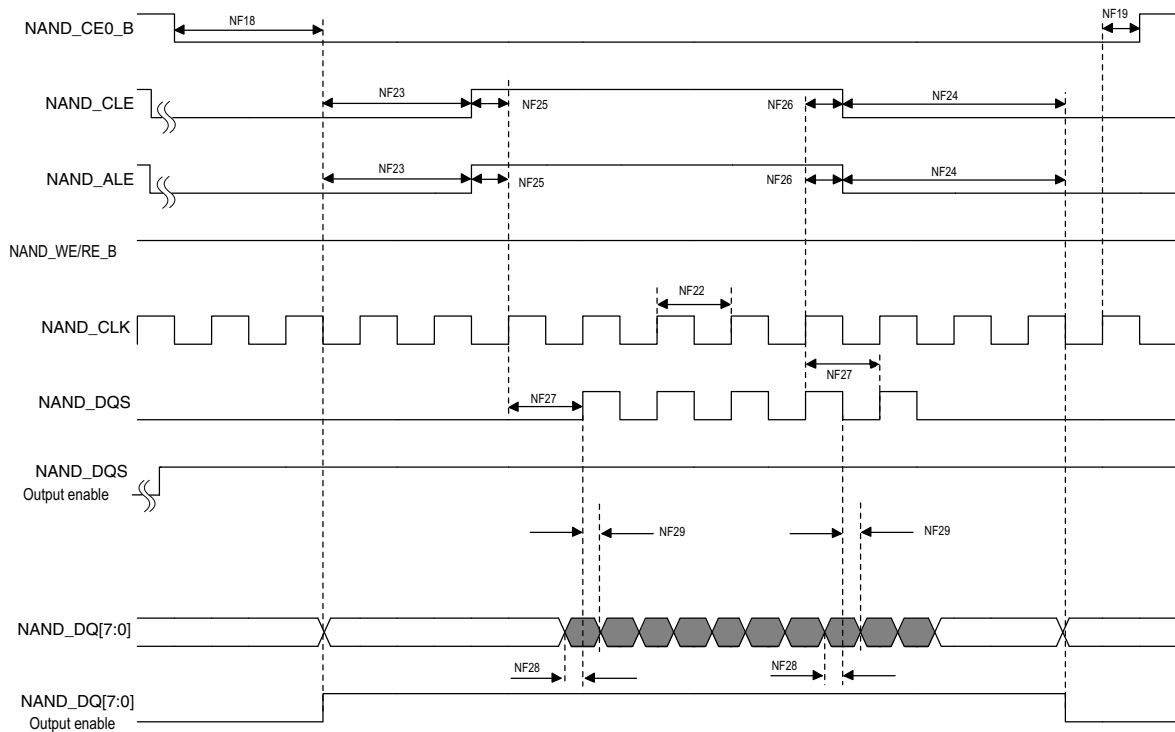 NAND_CE0_B
NF18
NF19
NAND_CLE
NF23
NF25
NF26
NF24
NAND_ALE
NF23
NF25
NF26
NF24
NAND_WE/RE_B
NF22
NAND_CLK
NF27
NAND_DQS
NF27
NAND_DQS
Output enable
NF29
NF29
NAND_DQ[7:0]
NF28
NF28
NAND_DQ[7:0]
Output enable